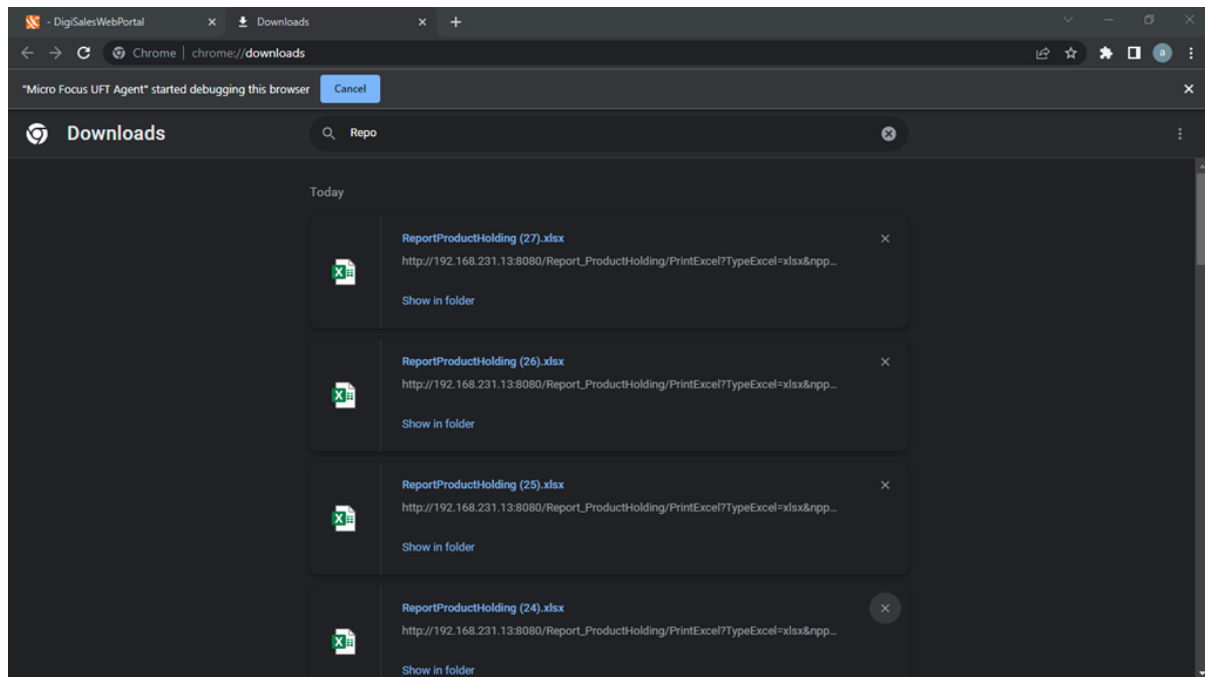 - DigiSalesWebPortal
Downloads
Chrome | chrome://downloads
a
"Micro Focus UFT Agent" started debugging this browser
Cancel
Downloads
Repo
Today
ReportProductHolding (27).xlsx
http://192.168.231.13:8080/Report_ProductHolding/PrintExcel?TypeExcel=xlsx&npp...
Show in folder
ReportProductHolding (26).xlsx
http://192.168.231.13:8080/Report_ProductHolding/PrintExcel?TypeExcel=xlsx&npp...
Show in folder
ReportProductHolding (25).xlsx
http://192.168.231.13:8080/Report_ProductHolding/PrintExcel?TypeExcel=xlsx&npp...
Show in folder
ReportProductHolding (24).xlsx
http://192.168.231.13:8080/Report_ProductHolding/PrintExcel?TypeExcel=xlsx&npp...
Show in folder